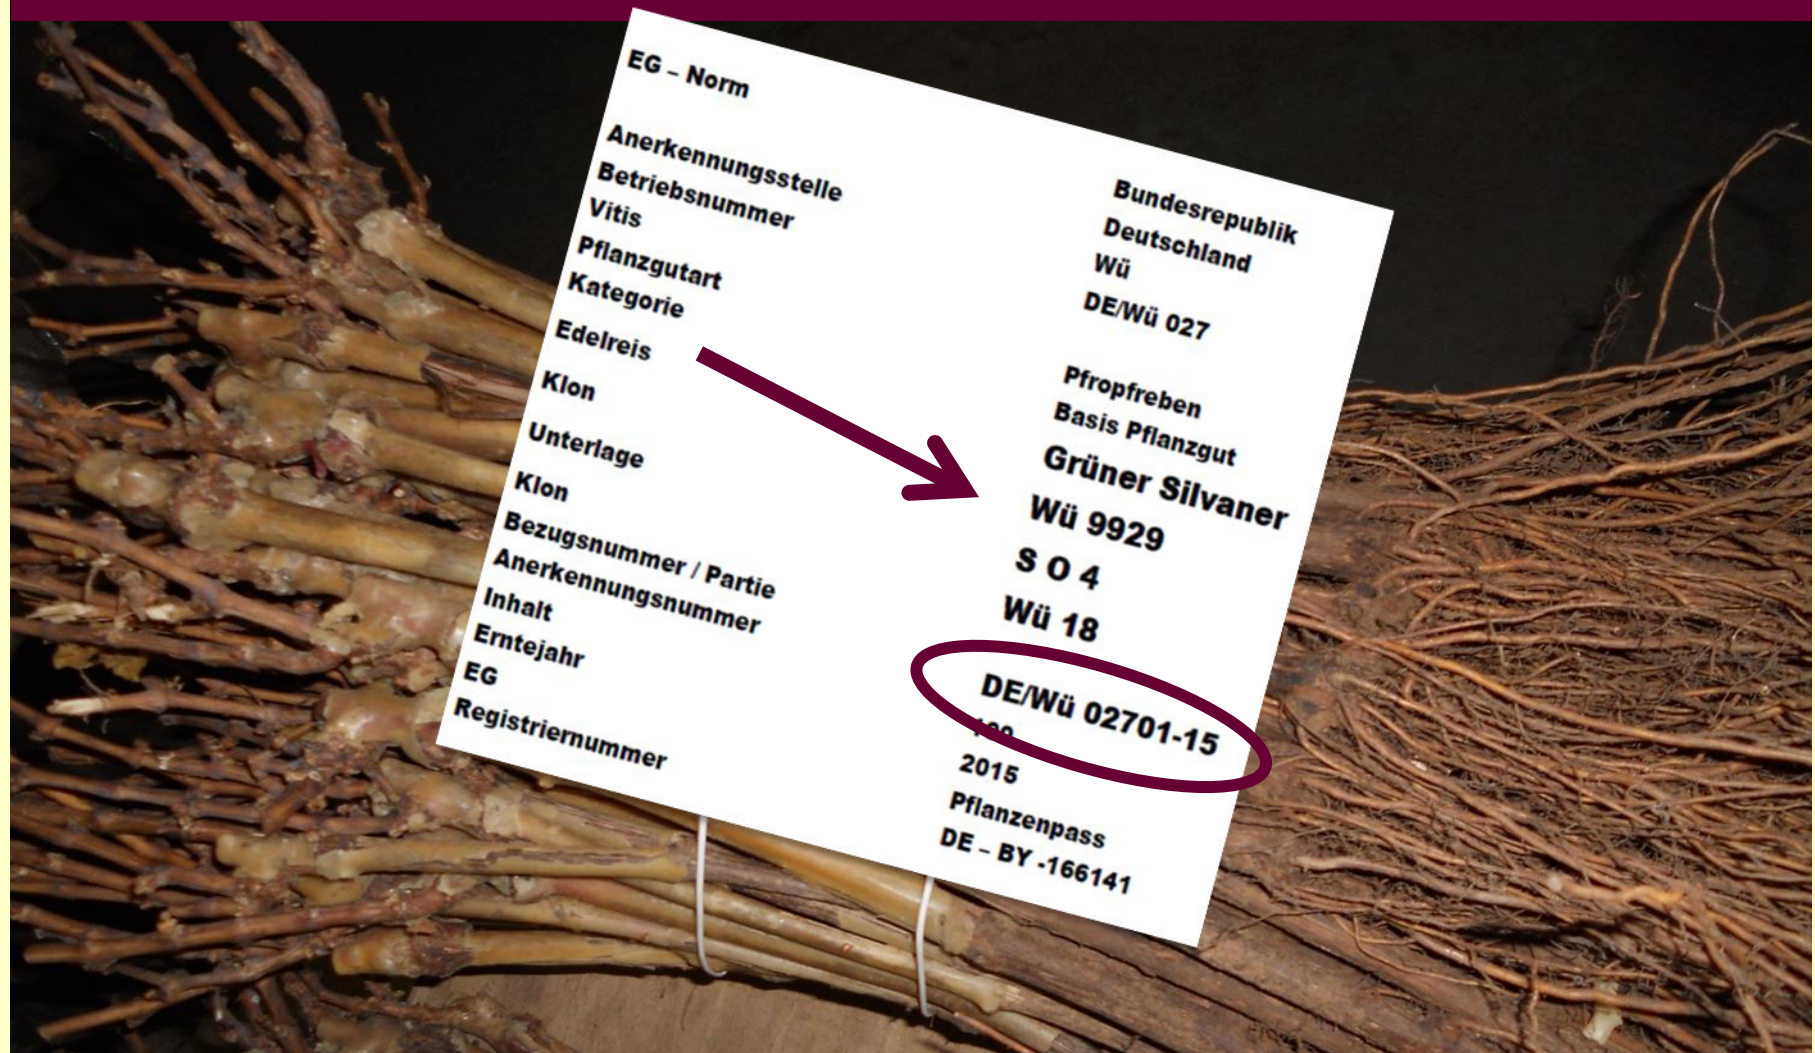 EG – Norm
Anerkennungsstelle
Betriebsnummer
Vitis
Pflanzgutart
Kategorie
Edelreis
Klon
Unterlage
Klon
Bezugsnummer / Partie
Anerkennungsnummer
Inhalt
Erntejahr
EG
Registriernummer
Bundesrepublik
Deutschland
Wü
DE/Wü 027
Pfropfreben
Basis Pflanzgut
Grüner Silvaner
Wü 9929
S O 4
Wü 18
DE/Wü 02701-15
2015
Pflanzenpass
DE – BY -166141